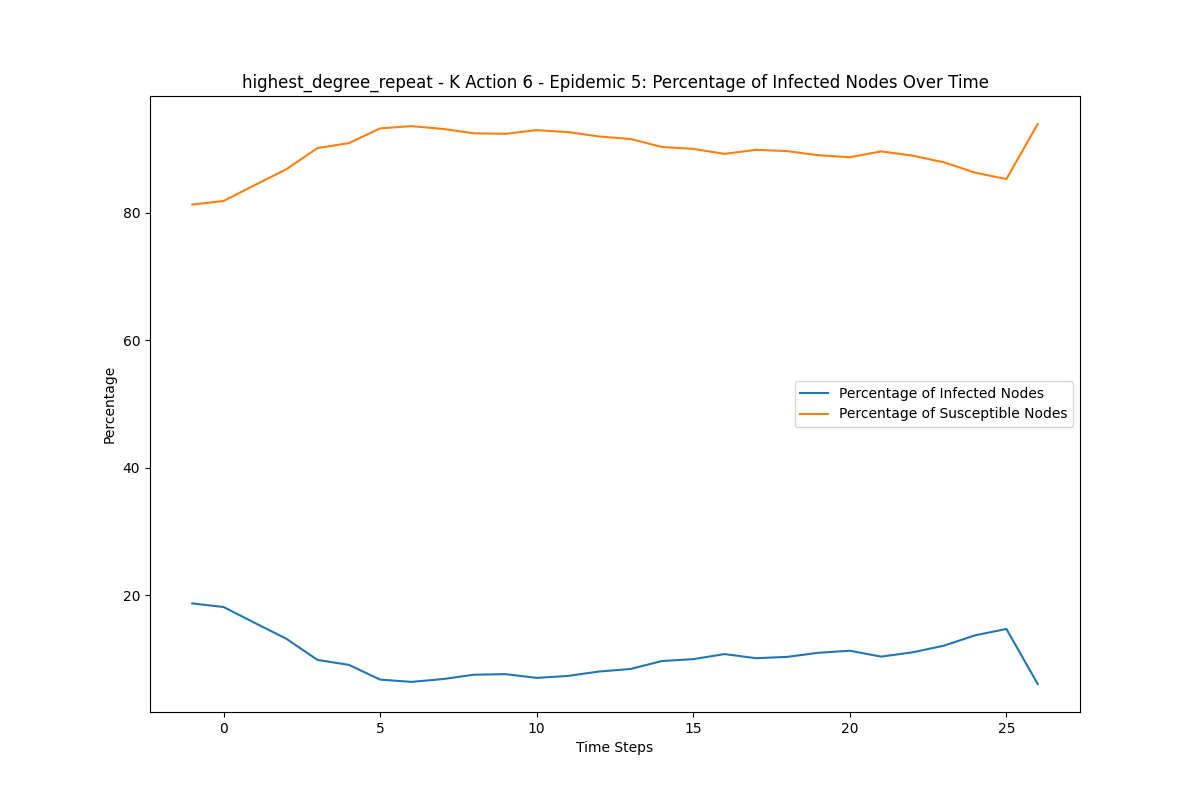 highest_degree_repeat - K Action 6 - Epidemic 5: Percentage of Infected Nodes Over Time
Percentage
80
60
40
20
Percentage of Infected Nodes
Percentage of Susceptible Nodes
0 5 10 15 20 25
Time Steps